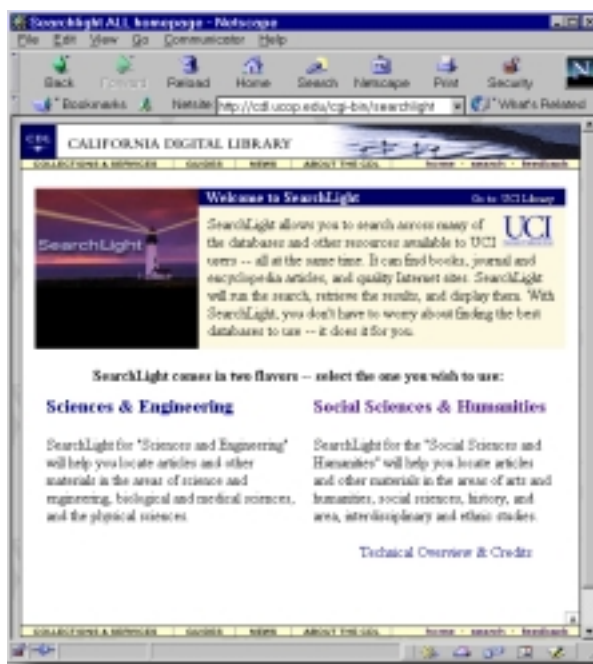 Searchlight ALL homepage - Netscape
File Edit View Go Communicator Help
Back Forward Reload Home Search Netscape Print Security
Bookmarks Netsite: http://cdl.ucop.edu/cgi-bin/searchlight What's Related
CDL CALIFORNIA DIGITAL LIBRARY
COLLECTIONS & SERVICES GUIDES NEWS ABOUT THE CDL home · search · feedback
Welcome to SearchLight Go to: UCI Library
SearchLight
UCI
SearchLight allows you to search across many of
the databases and other resources available to UCI
users -- all at the same time. It can find books, journal and
encyclopedia articles, and quality Internet sites. SearchLight
will run the search, retrieve the results, and display them. With
SearchLight, you don't have to worry about finding the best
databases to use -- it does it for you.
SearchLight comes in two flavors -- select the one you wish to use:
Sciences & Engineering
SearchLight for "Sciences and Engineering"
will help you locate articles and other
materials in the areas of science and
engineering, biological and medical sciences,
and the physical sciences.
Social Sciences & Humanities
SearchLight for the "Social Sciences and
Humanities" will help you locate articles
and other materials in the areas of arts and
humanities, social sciences, history, and
area, interdisciplinary and ethnic studies.
Technical Overview & Credits
COLLECTIONS & SERVICES GUIDES NEWS ABOUT THE CDL home · search · feedback